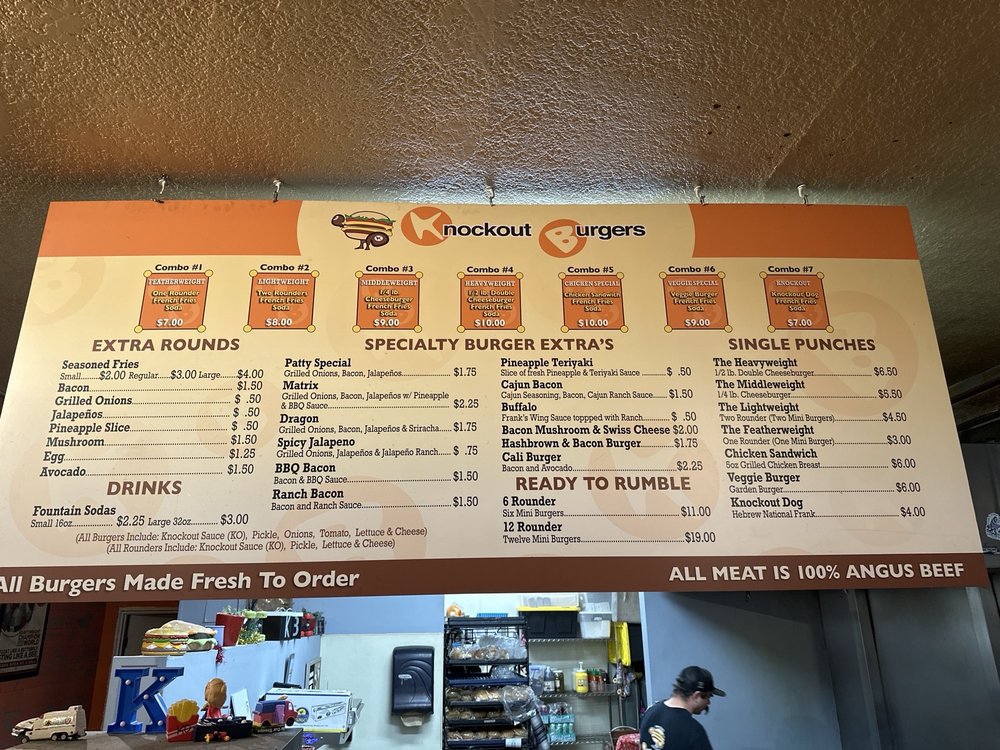 Knockout Burgers
Combo #1
FEATHERWEIGHT
One Rounder
French Fries
Soda
$7.00
Combo #2
LIGHTWEIGHT
Two Rounders
French Fries
Soda
$8.00
Combo #3
MIDDLEWEIGHT
1/4 lb.
Cheeseburger
French Fries
Soda
$9.00
Combo #4
HEAVYWEIGHT
1/2 lb. Double
Cheeseburger
French Fries
Soda
$10.00
Combo #5
CHICKEN SPECIAL
Chicken Sandwich
French Fries
Soda
$10.00
Combo #6
VEGGIE SPECIAL
Veggie Burger
French Fries
Soda
$9.00
Combo #7
KNOCKOUT
Knockout Dog
French Fries
Soda
$7.00
EXTRA ROUNDS
Seasoned Fries
Small.......$2.00 Regular.....$3.00 Large.....$4.00
Bacon........$1.50
Grilled Onions........$ .50
Jalapeños........$ .50
Pineapple Slice........$ .50
Mushroom........$1.50
Egg........$1.25
Avocado........$1.50
DRINKS
Fountain Sodas
Small 16oz........$2.25 Large 32oz........$3.00
(All Burgers Include: Knockout Sauce (KO), Pickle, Onions, Tomato, Lettuce & Cheese)
(All Rounders Include: Knockout Sauce (KO), Pickle, Lettuce & Cheese)
SPECIALTY BURGER EXTRA'S
Patty Special
Grilled Onions, Bacon, Jalapeños........$1.75
Matrix
Grilled Onions, Bacon, Jalapeños w/ Pineapple
& BBQ Sauce........$2.25
Dragon
Grilled Onions, Bacon, Jalapeños & Sriracha....$1.75
Spicy Jalapeno
Grilled Onions, Jalapeños & Jalapeño Ranch.....$ .75
BBQ Bacon
Bacon & BBQ Sauce........$1.50
Ranch Bacon
Bacon and Ranch Sauce........$1.50
Pineapple Teriyaki
Slice of fresh Pineapple & Teriyaki Sauce........$ .50
Cajun Bacon
Cajun Seasoning, Bacon, Cajun Ranch Sauce....$1.50
Buffalo
Frank's Wing Sauce toppped with Ranch.......$ .50
Bacon Mushroom & Swiss Cheese $2.00
Hashbrown & Bacon Burger........$1.75
Cali Burger
Bacon and Avocado........$2.25
READY TO RUMBLE
6 Rounder
Six Mini Burgers........$11.00
12 Rounder
Twelve Mini Burgers........$19.00
SINGLE PUNCHES
The Heavyweight
1/2 lb. Double Cheeseburger........$6.50
The Middleweight
1/4 lb. Cheeseburger........$5.50
The Lightweight
Two Rounder (Two Mini Burgers)........$4.50
The Featherweight
One Rounder (One Mini Burger)........$3.00
Chicken Sandwich
5oz Grilled Chicken Breast........$6.00
Veggie Burger
Garden Burger........$6.00
Knockout Dog
Hebrew National Frank........$4.00
All Burgers Made Fresh To Order
ALL MEAT IS 100% ANGUS BEEF
K